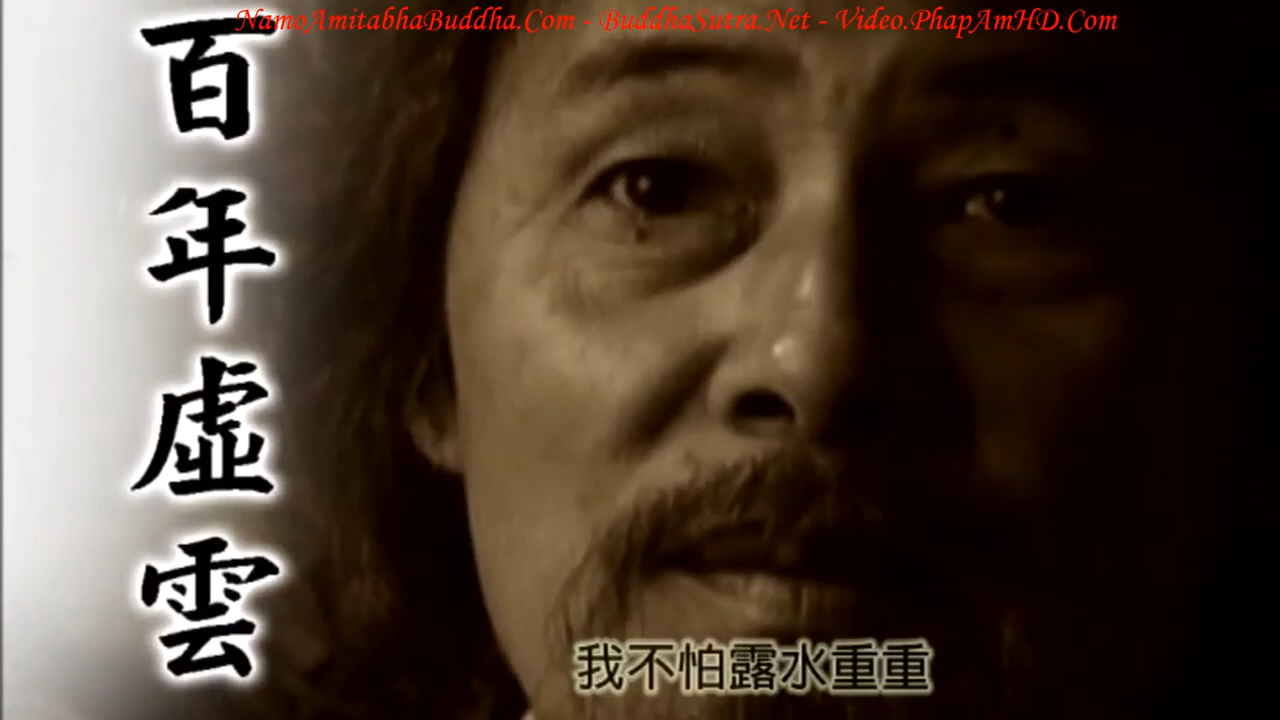 NamoAmitabhaBuddha.Com - BuddhaSutra.Net - Video.PhapAmHD.Com
百年虛雲
我不怕露水重重